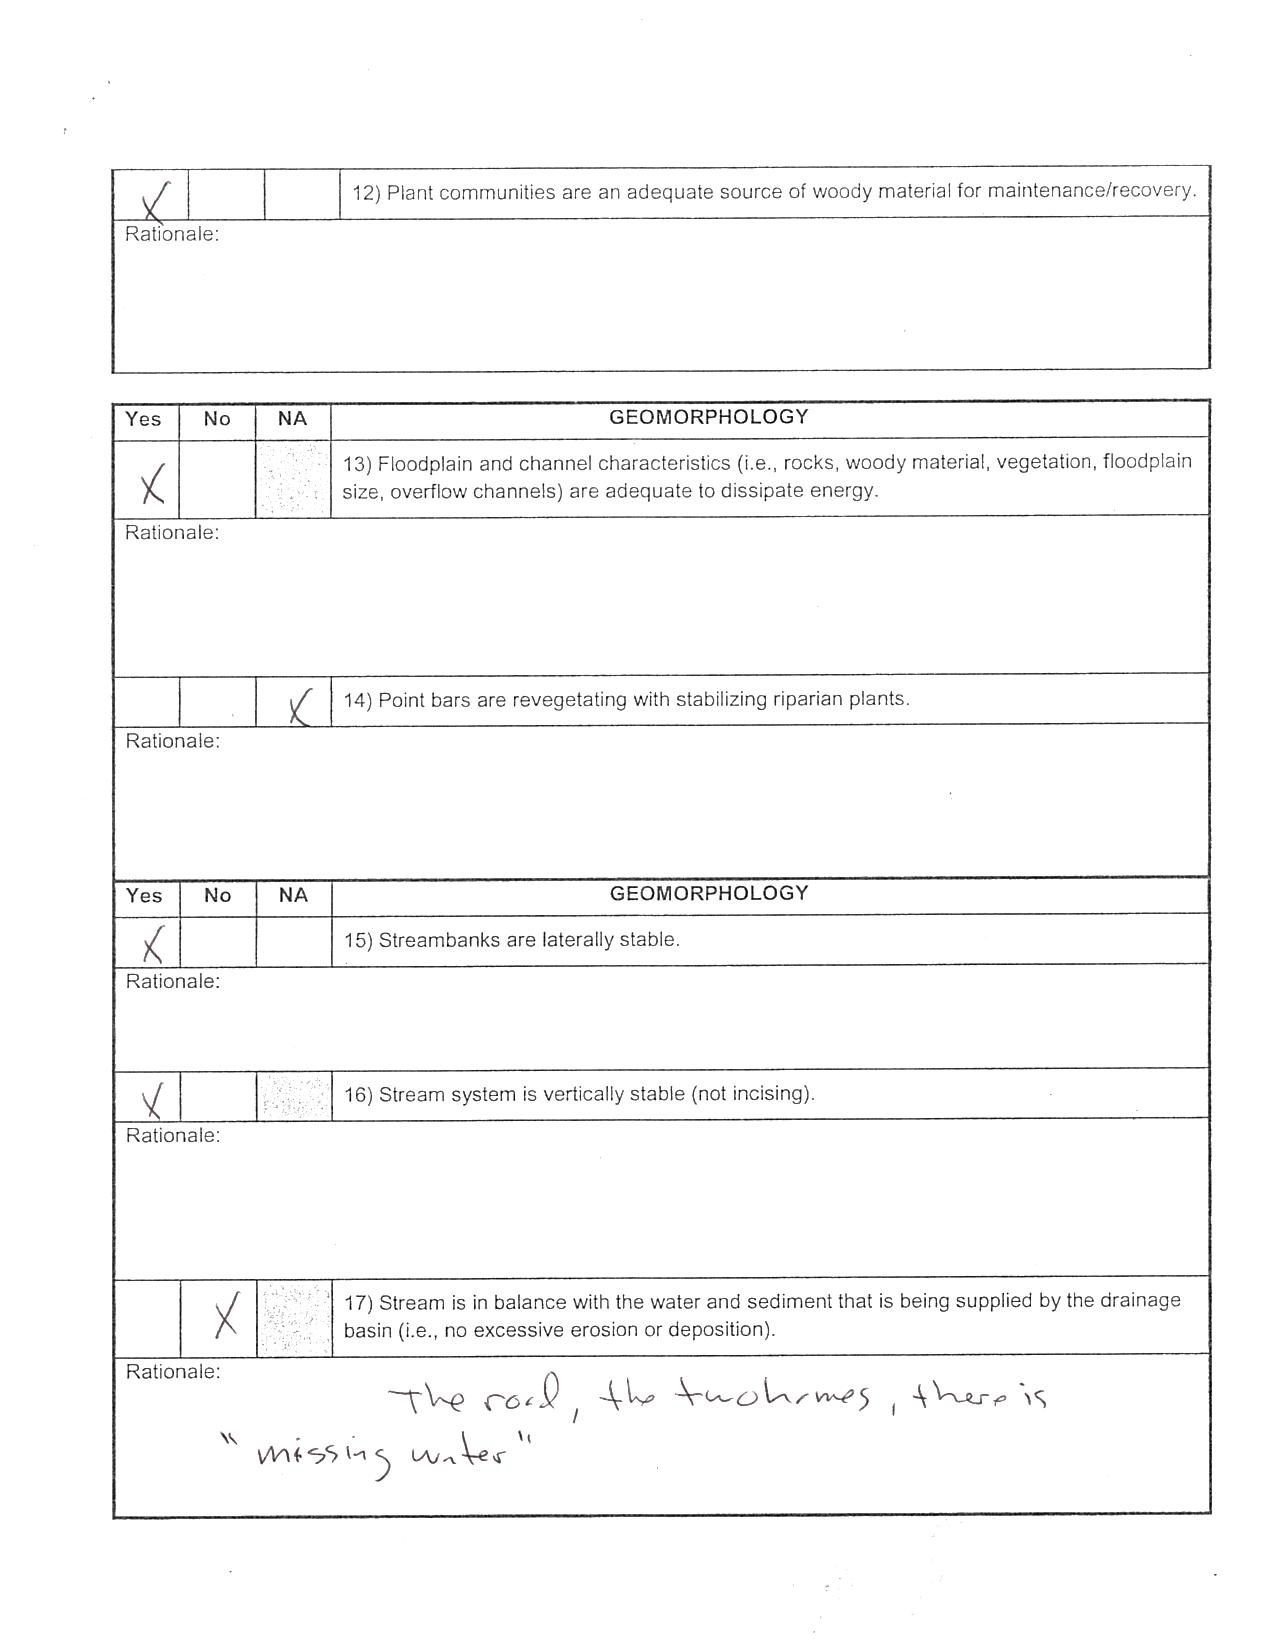 X 12) Plant communities are an adequate source of woody material for maintenance/recovery.
Rationale:
Yes No NA GEOMORPHOLOGY
X 13) Floodplain and channel characteristics (i.e., rocks, woody material, vegetation, floodplain
size, overflow channels) are adequate to dissipate energy.
Rationale:
X 14) Point bars are revegetating with stabilizing riparian plants.
Rationale:
Yes No NA GEOMORPHOLOGY
X 15) Streambanks are laterally stable.
Rationale:
X 16) Stream system is vertically stable (not incising).
Rationale:
X 17) Stream is in balance with the water and sediment that is being supplied by the drainage
basin (i.e., no excessive erosion or deposition).
Rationale:
The road, the two homes, there is
"missing water"